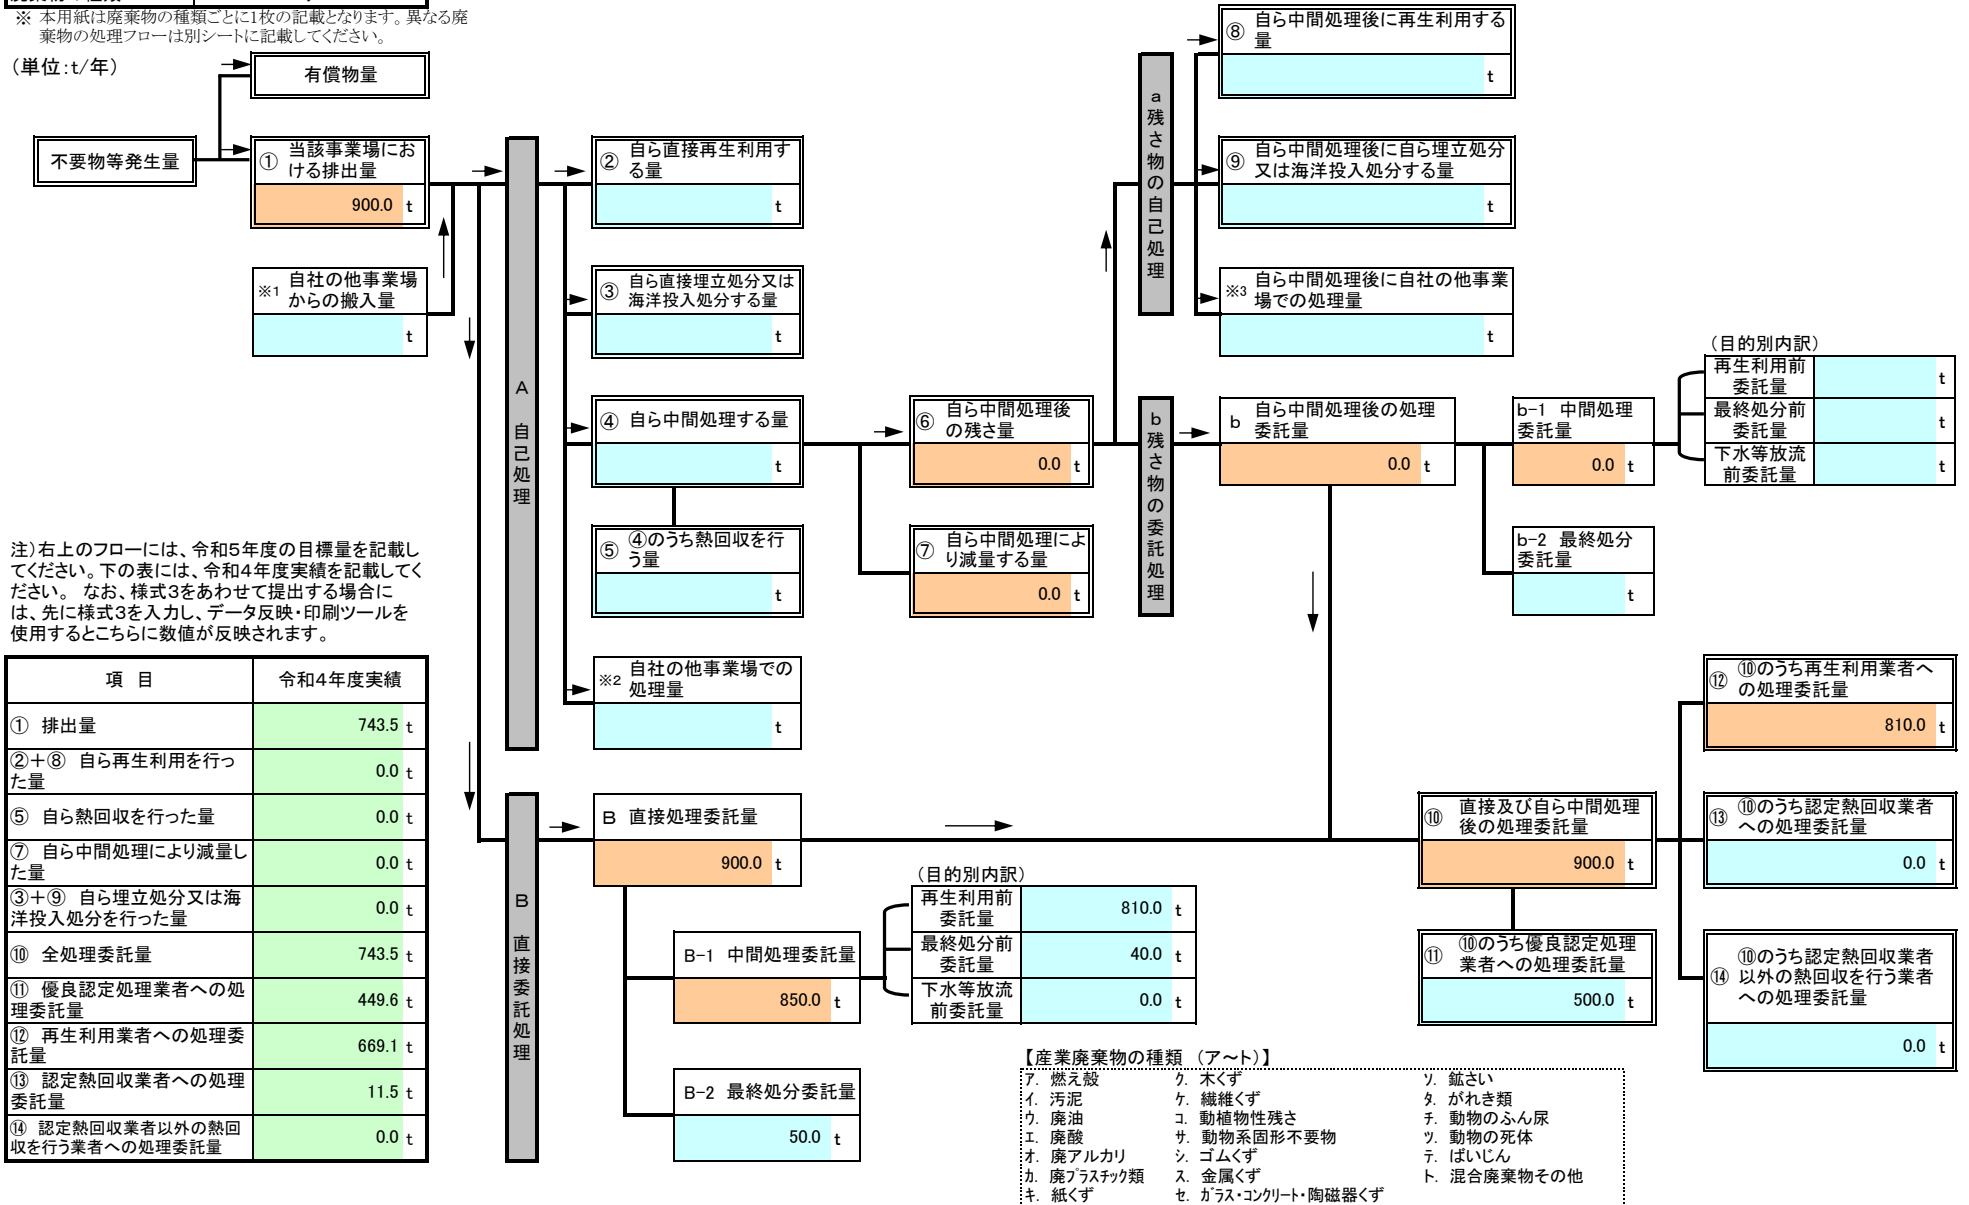 ※ 本用紙は廃棄物の種類ごとに1枚の記載となります。異なる廃
棄物の処理フローは別シートに記載してください。
(単位:t/年)
有償物量
不要物等発生量
① 当該事業場にお
ける排出量
900.0 t
※1 自社の他事業場
からの搬入量
t
A 自己処理
② 自ら直接再生利用す
る量
t
③ 自ら直接埋立処分又は
海洋投入処分する量
t
④ 自ら中間処理する量
t
⑤ ④のうち熱回収を行
う量
t
※2 自社の他事業場での
処理量
t
⑥ 自ら中間処理後
の残さ量
0.0 t
⑦ 自ら中間処理によ
り減量する量
0.0 t
a 残さ物の自己処理
⑧ 自ら中間処理後に再生利用する
量
t
⑨ 自ら中間処理後に自ら埋立処分
又は海洋投入処分する量
t
※3 自ら中間処理後に自社の他事業
場での処理量
t
b 残さ物の委託処理
b 自ら中間処理後の処理
委託量
0.0 t
b-1 中間処理
委託量
0.0 t
(目的別内訳)
再生利用前
委託量
t
最終処分前
委託量
t
下水等放流
前委託量
t
b-2 最終処分
委託量
t
注)右上のフローには、令和5年度の目標量を記載し
てください。下の表には、令和4年度実績を記載してく
ださい。 なお、様式3をあわせて提出する場合に
は、先に様式3を入力し、データ反映・印刷ツールを
使用するとこちらに数値が反映されます。
項 目 令和4年度実績
① 排出量 743.5 t
②+⑧ 自ら再生利用を行っ
た量 0.0 t
⑤ 自ら熱回収を行った量 0.0 t
⑦ 自ら中間処理により減量し
た量 0.0 t
③+⑨ 自ら埋立処分又は海
洋投入処分を行った量 0.0 t
⑩ 全処理委託量 743.5 t
⑪ 優良認定処理業者への処
理委託量 449.6 t
⑫ 再生利用業者への処理委
託量 669.1 t
⑬ 認定熱回収業者への処理
委託量 11.5 t
⑭ 認定熱回収業者以外の熱回
収を行う業者への処理委託量 0.0 t
B 直接委託処理
B 直接処理委託量
900.0 t
B-1 中間処理委託量
850.0 t
(目的別内訳)
再生利用前
委託量
810.0 t
最終処分前
委託量
40.0 t
下水等放流
前委託量
0.0 t
B-2 最終処分委託量
50.0 t
⑩ 直接及び自ら中間処理
後の処理委託量
900.0 t
⑪ ⑩のうち優良認定処理
業者への処理委託量
500.0 t
⑫ ⑩のうち再生利用業者へ
の処理委託量
810.0 t
⑬ ⑩のうち認定熱回収業者
への処理委託量
0.0 t
⑭ ⑩のうち認定熱回収業者
以外の熱回収を行う業者
への処理委託量
0.0 t
【産業廃棄物の種類 (ア~ト)】
ア. 燃え殻 ク. 木くず ソ. 鉱さい
イ. 汚泥 ケ. 繊維くず タ. がれき類
ウ. 廃油 コ. 動植物性残さ チ. 動物のふん尿
エ. 廃酸 サ. 動物系固形不要物 ツ. 動物の死体
オ. 廃アルカリ シ. ゴムくず テ. ばいじん
カ. 廃プラスチック類 ス. 金属くず ト. 混合廃棄物その他
キ. 紙くず セ. ガラス・コンクリート・陶磁器くず